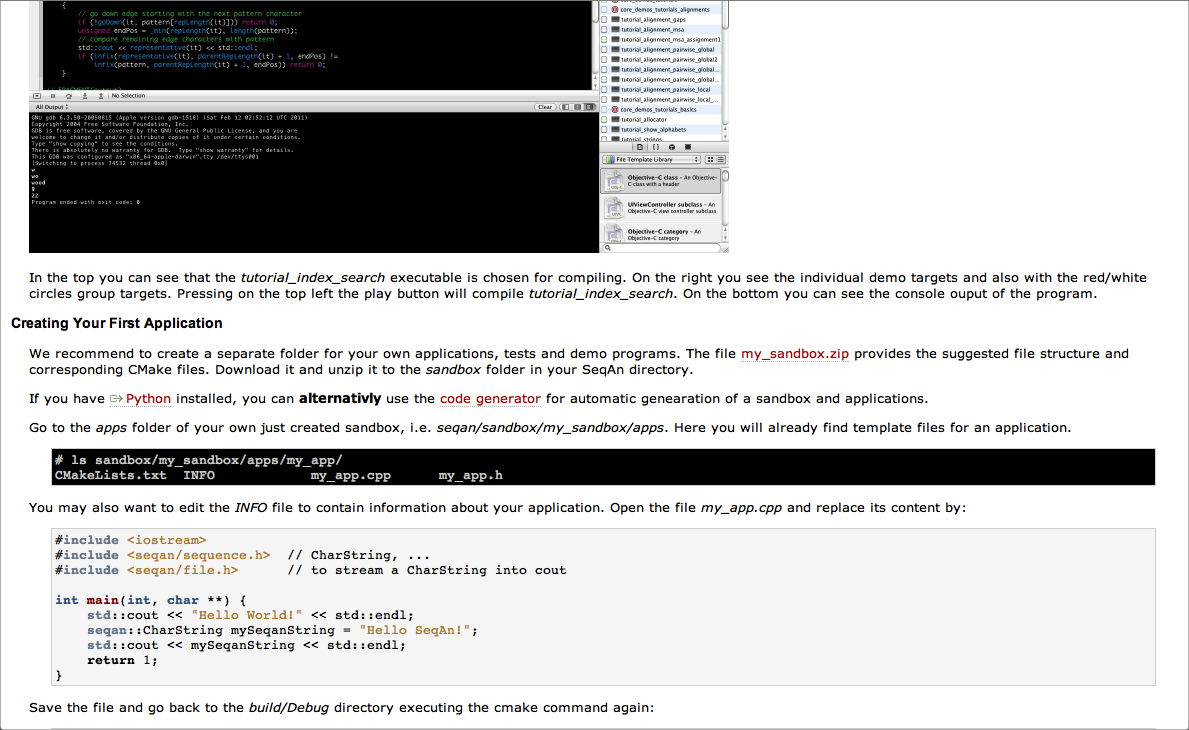 {
// go down edge starting with the next pattern character
if (!goDown(it, pattern[repLength(it)])) return 0;
unsigned endPos = _min(repLength(it), length(pattern));
// compare remaining edge characters with pattern
std::cout << representative(it) << std::endl;
if (infix(representative(it), parentRepLength(it) + 1, endPos) !=
infix(pattern, parentRepLength(it) + 1, endPos)) return 0;
}
No Selection
All Output
Clear
GNU gdb 6.3.50-20050815 (Apple version gdb-1518) (Sat Feb 12 02:52:12 UTC 2011)
Copyright 2004 Free Software Foundation, Inc.
GDB is free software, covered by the GNU General Public License, and you are
welcome to change it and/or distribute copies of it under certain conditions.
Type "show copying" to see the conditions.
There is absolutely no warranty for GDB.  Type "show warranty" for details.
This GDB was configured as "x86_64-apple-darwin".tty /dev/ttys001
[Switching to process 74532 thread 0x0]
w
wo
wood
9
22
Program ended with exit code: 0
core_demos_tutorials_alignments
tutorial_alignment_gaps
tutorial_alignment_msa
tutorial_alignment_msa_assignment1
tutorial_alignment_pairwise_global
tutorial_alignment_pairwise_global2
tutorial_alignment_pairwise_global...
tutorial_alignment_pairwise_global...
tutorial_alignment_pairwise_local
tutorial_alignment_pairwise_local_...
core_demos_tutorials_basics
tutorial_allocator
tutorial_show_alphabets
tutorial_strings
File Template Library
Objective-C class - An Objective-
C class with a header
UIViewController subclass - An
Objective-C view controller subclass
Objective-C category - An
Objective-C category
In the top you can see that the tutorial_index_search executable is chosen for compiling. On the right you see the individual demo targets and also with the red/white
circles group targets. Pressing on the top left the play button will compile tutorial_index_search. On the bottom you can see the console ouput of the program.
Creating Your First Application
We recommend to create a separate folder for your own applications, tests and demo programs. The file my_sandbox.zip provides the suggested file structure and
corresponding CMake files. Download it and unzip it to the sandbox folder in your SeqAn directory.
If you have Python installed, you can alternativly use the code generator for automatic genearation of a sandbox and applications.
Go to the apps folder of your own just created sandbox, i.e. seqan/sandbox/my_sandbox/apps. Here you will already find template files for an application.
# ls sandbox/my_sandbox/apps/my_app/
CMakeLists.txt  INFO            my_app.cpp      my_app.h
You may also want to edit the INFO file to contain information about your application. Open the file my_app.cpp and replace its content by:
#include <iostream>
#include <seqan/sequence.h>  // CharString, ...
#include <seqan/file.h>      // to stream a CharString into cout
int main(int, char **) {
    std::cout << "Hello World!" << std::endl;
    seqan::CharString mySeqanString = "Hello SeqAn!";
    std::cout << mySeqanString << std::endl;
    return 1;
}
Save the file and go back to the build/Debug directory executing the cmake command again: